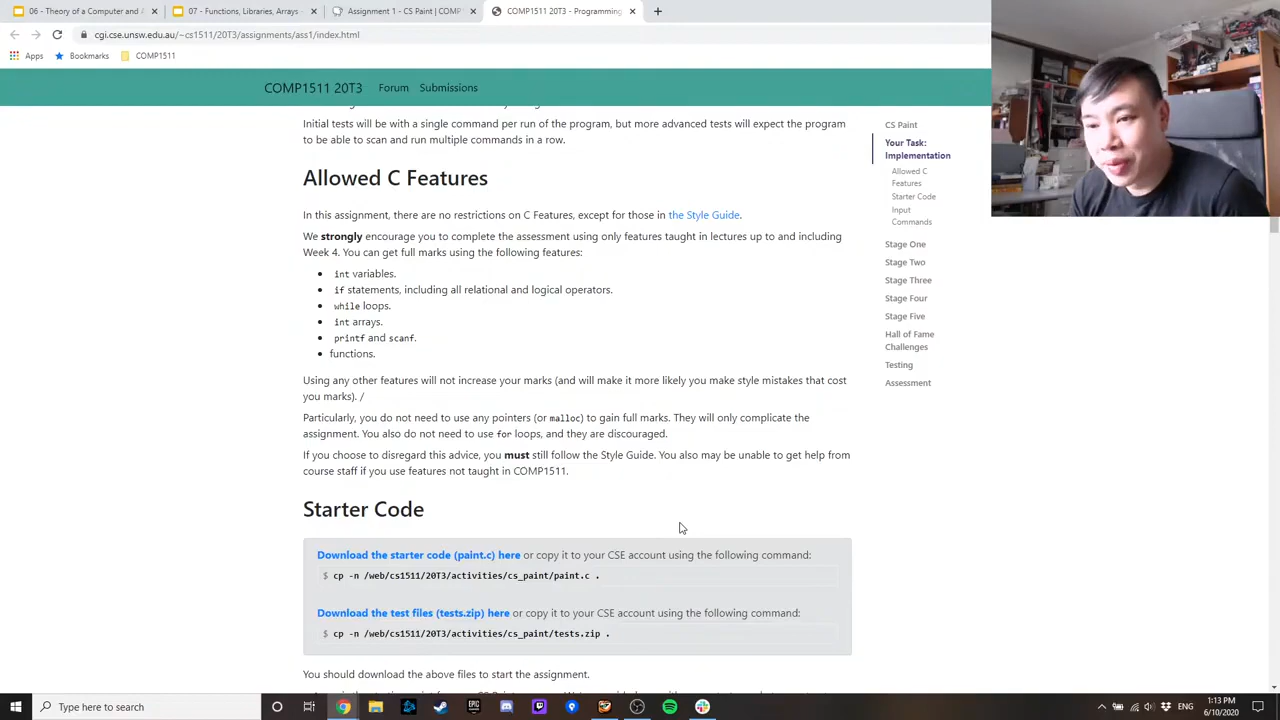 06 - Theory of a Computer and A
07 - Functions, Libraries, Arrays
Assignment 1 - CS Paint | COMP
COMP1511 20T3 - Programming
cgi.cse.unsw.edu.au/~cs1511/20T3/assignments/ass1/index.html
Apps
Bookmarks
COMP1511
COMP1511 20T3
Forum
Submissions
Initial tests will be with a single command per run of the program, but more advanced tests will expect the program
to be able to scan and run multiple commands in a row.
Allowed C Features
In this assignment, there are no restrictions on C Features, except for those in the Style Guide.
We strongly encourage you to complete the assessment using only features taught in lectures up to and including
Week 4. You can get full marks using the following features:
int variables.
if statements, including all relational and logical operators.
while loops.
int arrays.
printf and scanf.
functions.
Using any other features will not increase your marks (and will make it more likely you make style mistakes that cost
you marks). /
Particularly, you do not need to use any pointers (or malloc) to gain full marks. They will only complicate the
assignment. You also do not need to use for loops, and they are discouraged.
If you choose to disregard this advice, you must still follow the Style Guide. You also may be unable to get help from
course staff if you use features not taught in COMP1511.
Starter Code
Download the starter code (paint.c) here or copy it to your CSE account using the following command:
$ cp -n /web/cs1511/20T3/activities/cs_paint/paint.c .
Download the test files (tests.zip) here or copy it to your CSE account using the following command:
$ cp -n /web/cs1511/20T3/activities/cs_paint/tests.zip .
You should download the above files to start the assignment.
CS Paint
Your Task:
Implementation
Allowed C
Features
Starter Code
Input
Commands
Stage One
Stage Two
Stage Three
Stage Four
Stage Five
Hall of Fame
Challenges
Testing
Assessment
Type here to search
1:13 PM
6/10/2020